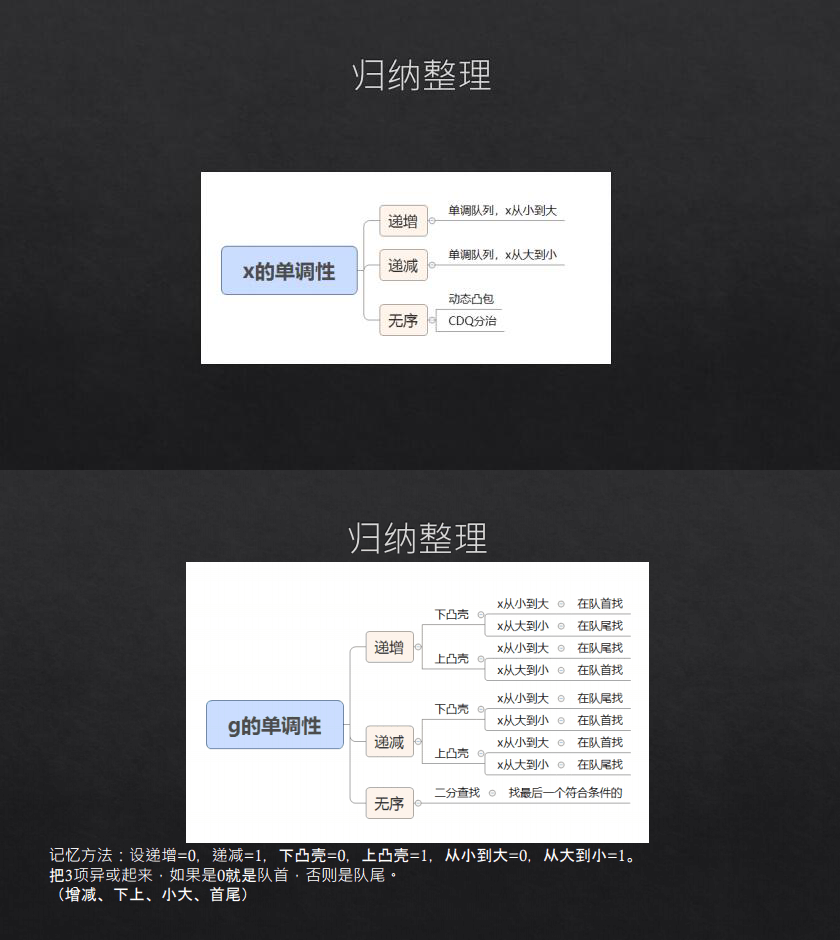 归纳整理
x的单调性
递增
单调队列，x从小到大
递减
单调队列，x从大到小
无序
动态凸包
CDQ分治
归纳整理
g的单调性
递增
下凸壳
x从小到大 在队首找
x从大到小 在队尾找
上凸壳
x从小到大 在队尾找
x从大到小 在队首找
递减
下凸壳
x从小到大 在队尾找
x从大到小 在队首找
上凸壳
x从小到大 在队首找
x从大到小 在队尾找
无序
二分查找 找最后一个符合条件的
记忆方法：设递增=0，递减=1，下凸壳=0，上凸壳=1，从小到大=0，从大到小=1。
把3项异或起来，如果是0就是队首，否则是队尾。
（增减、下上、小大、首尾）